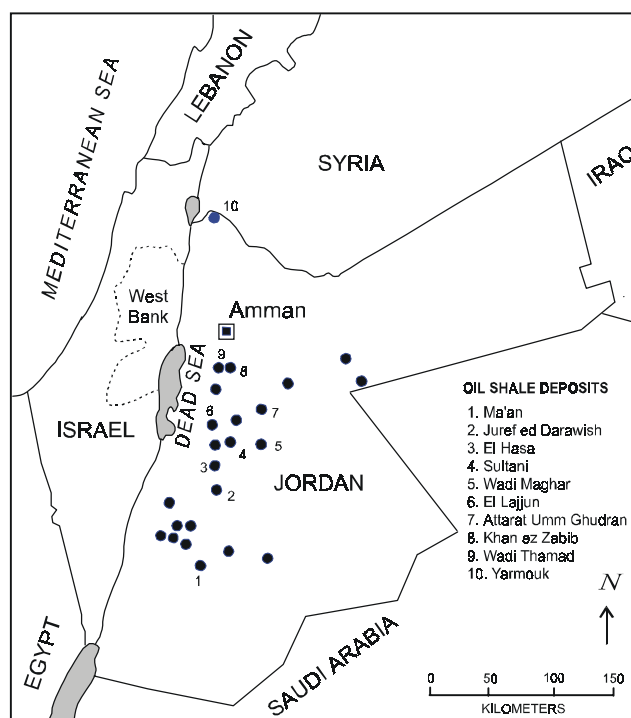 MEDITERRANEAN SEA
LEBANON
SYRIA
IRAQ
10
West
Bank
Amman
DEAD SEA
9
8
ISRAEL
6
7
4
5
3
JORDAN
2
1
EGYPT
SAUDI ARABIA
OIL SHALE DEPOSITS
1. Ma'an
2. Juref ed Darawish
3. El Hasa
4. Sultani
5. Wadi Maghar
6. El Lajjun
7. Attarat Umm Ghudran
8. Khan ez Zabib
9. Wadi Thamad
10. Yarmouk
N
0 50 100 150
KILOMETERS